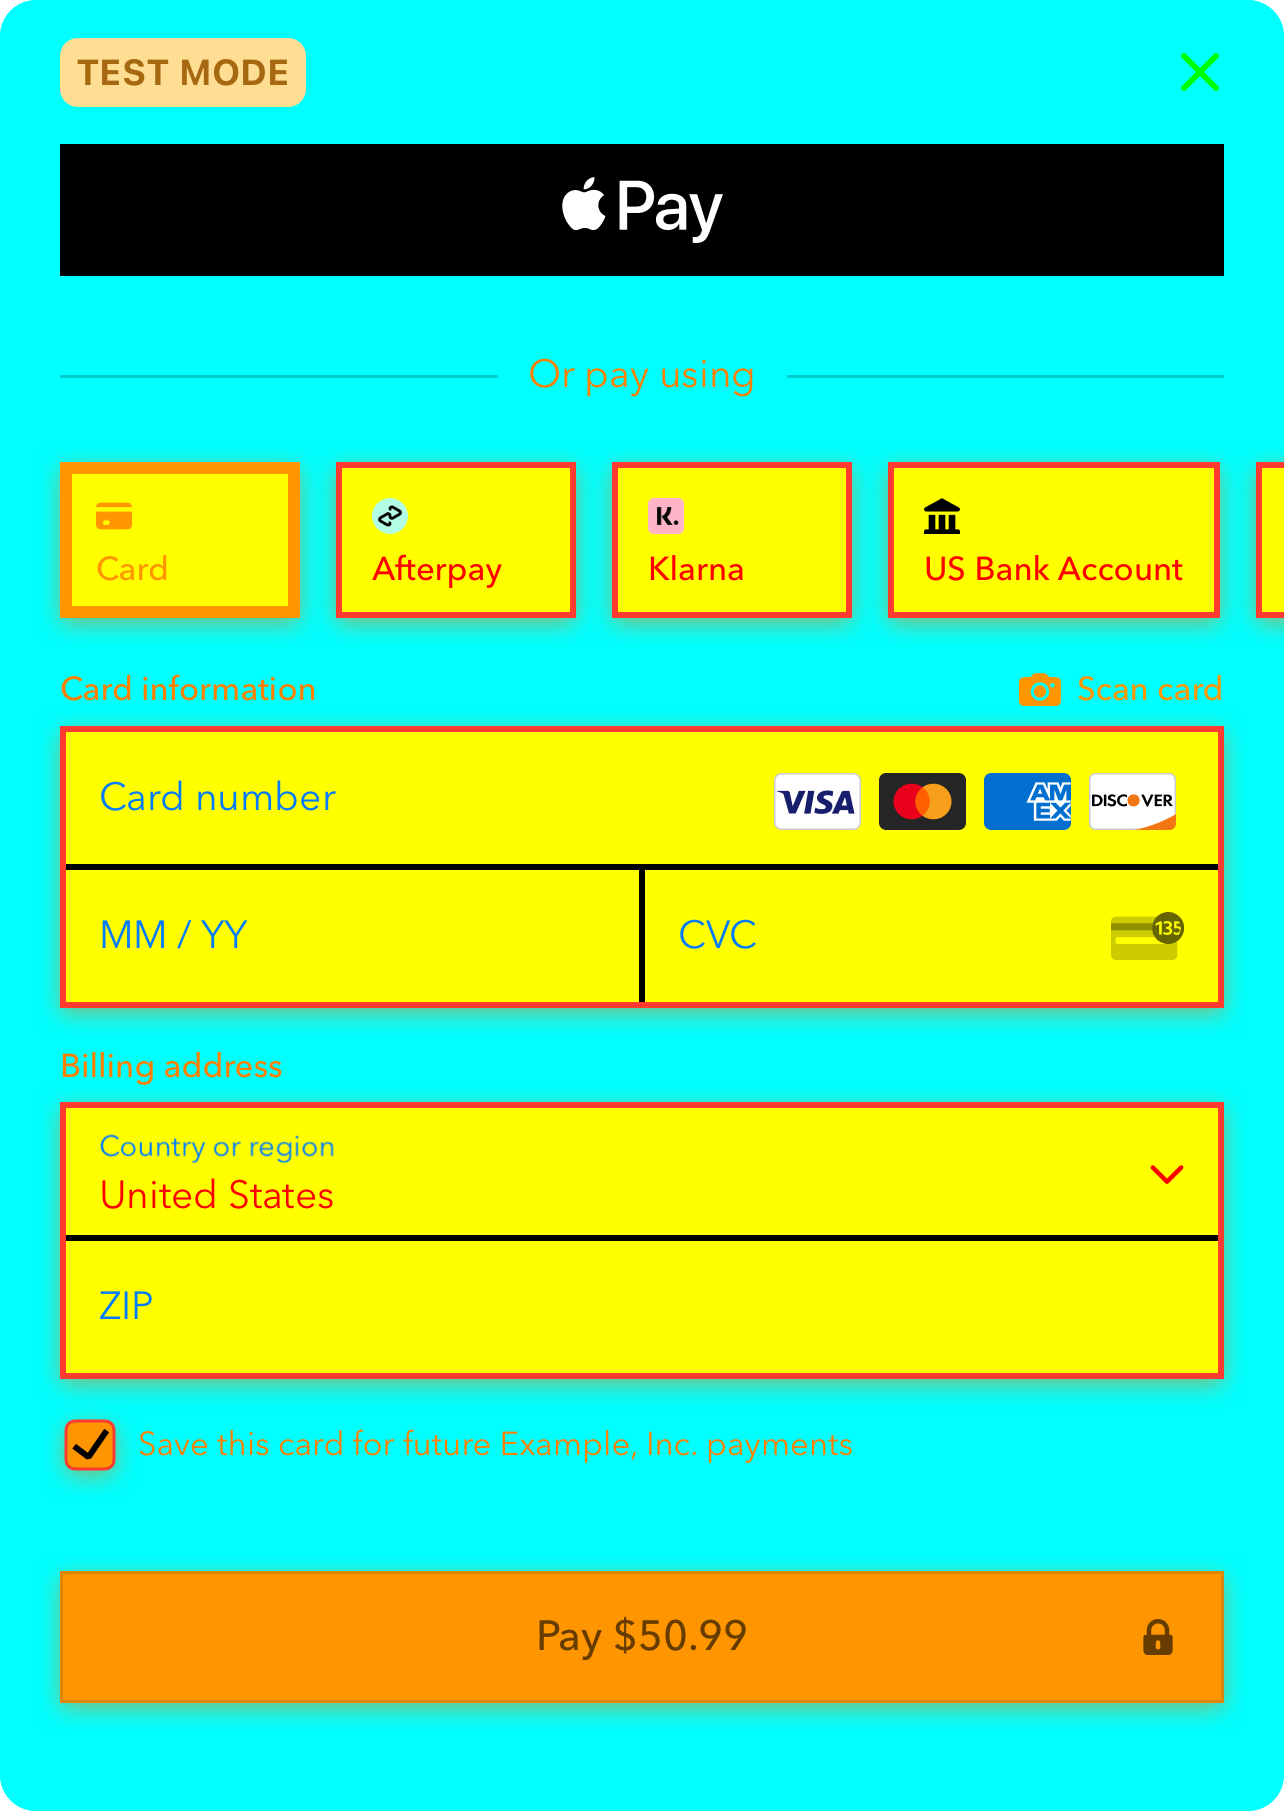 TEST MODE
Pay
Or pay using
Card
Afterpay
K.
Klarna
US Bank Account
Card information
Scan card
Card number
VISA
AM
EX
DISCOVER
MM / YY
CVC
135
Billing address
Country or region
United States
ZIP
Save this card for future Example, Inc. payments
Pay $50.99